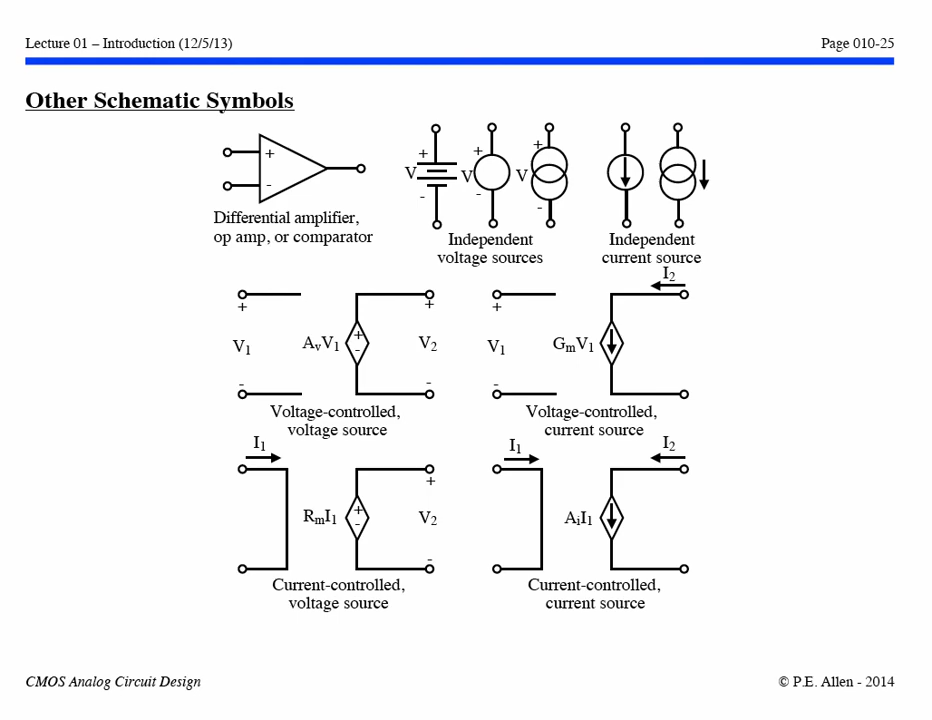 Lecture 01 – Introduction (12/5/13) Page 010-25
Other Schematic Symbols
+
-
Differential amplifier,
op amp, or comparator
+
V
-
+
V
-
+
V
-
Independent
voltage sources
Independent
current source
+
V1
-
AvV1
+
-
+
V2
-
Voltage-controlled,
voltage source
+
V1
-
GmV1
I2
Voltage-controlled,
current source
I1
RmI1
+
-
+
V2
-
Current-controlled,
voltage source
I1
AiI1
I2
Current-controlled,
current source
CMOS Analog Circuit Design © P.E. Allen - 2014